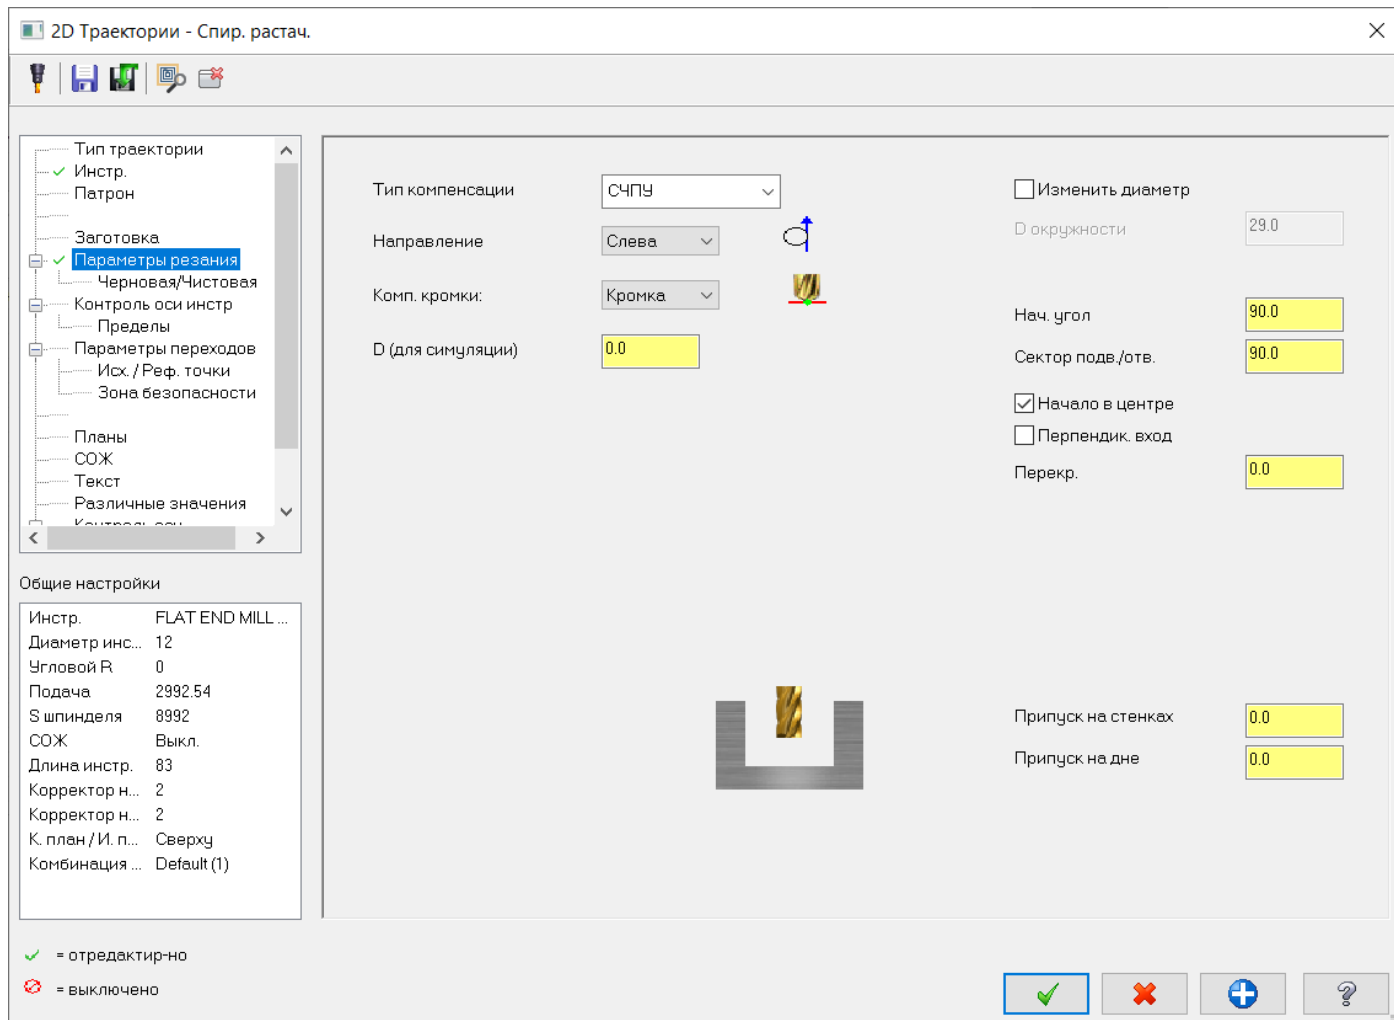 2D Траектории - Спир. растач.
Тип траектории
Инстр.
Патрон
Заготовка
Параметры резания
Черновая/Чистовая
Контроль оси инстр
Пределы
Параметры переходов
Исх. / Реф. точки
Зона безопасности
Планы
СОЖ
Текст
Различные значения
Общие настройки
Инстр. FLAT END MILL ...
Диаметр инс... 12
Угловой R 0
Подача 2992.54
S шпинделя 8992
СОЖ Выкл.
Длина инстр. 83
Корректор н... 2
Корректор н... 2
К. план / И. п... Сверху
Комбинация ... Default (1)
= отредактир-но
= выключено
Тип компенсации СЧПУ
Направление Слева
Комп. кромки: Кромка
D (для симуляции) 0.0
Изменить диаметр
D окружности 29.0
Нач. угол 90.0
Сектор подв./отв. 90.0
Начало в центре
Перпендик. вход
Перекр. 0.0
Припуск на стенках 0.0
Припуск на дне 0.0